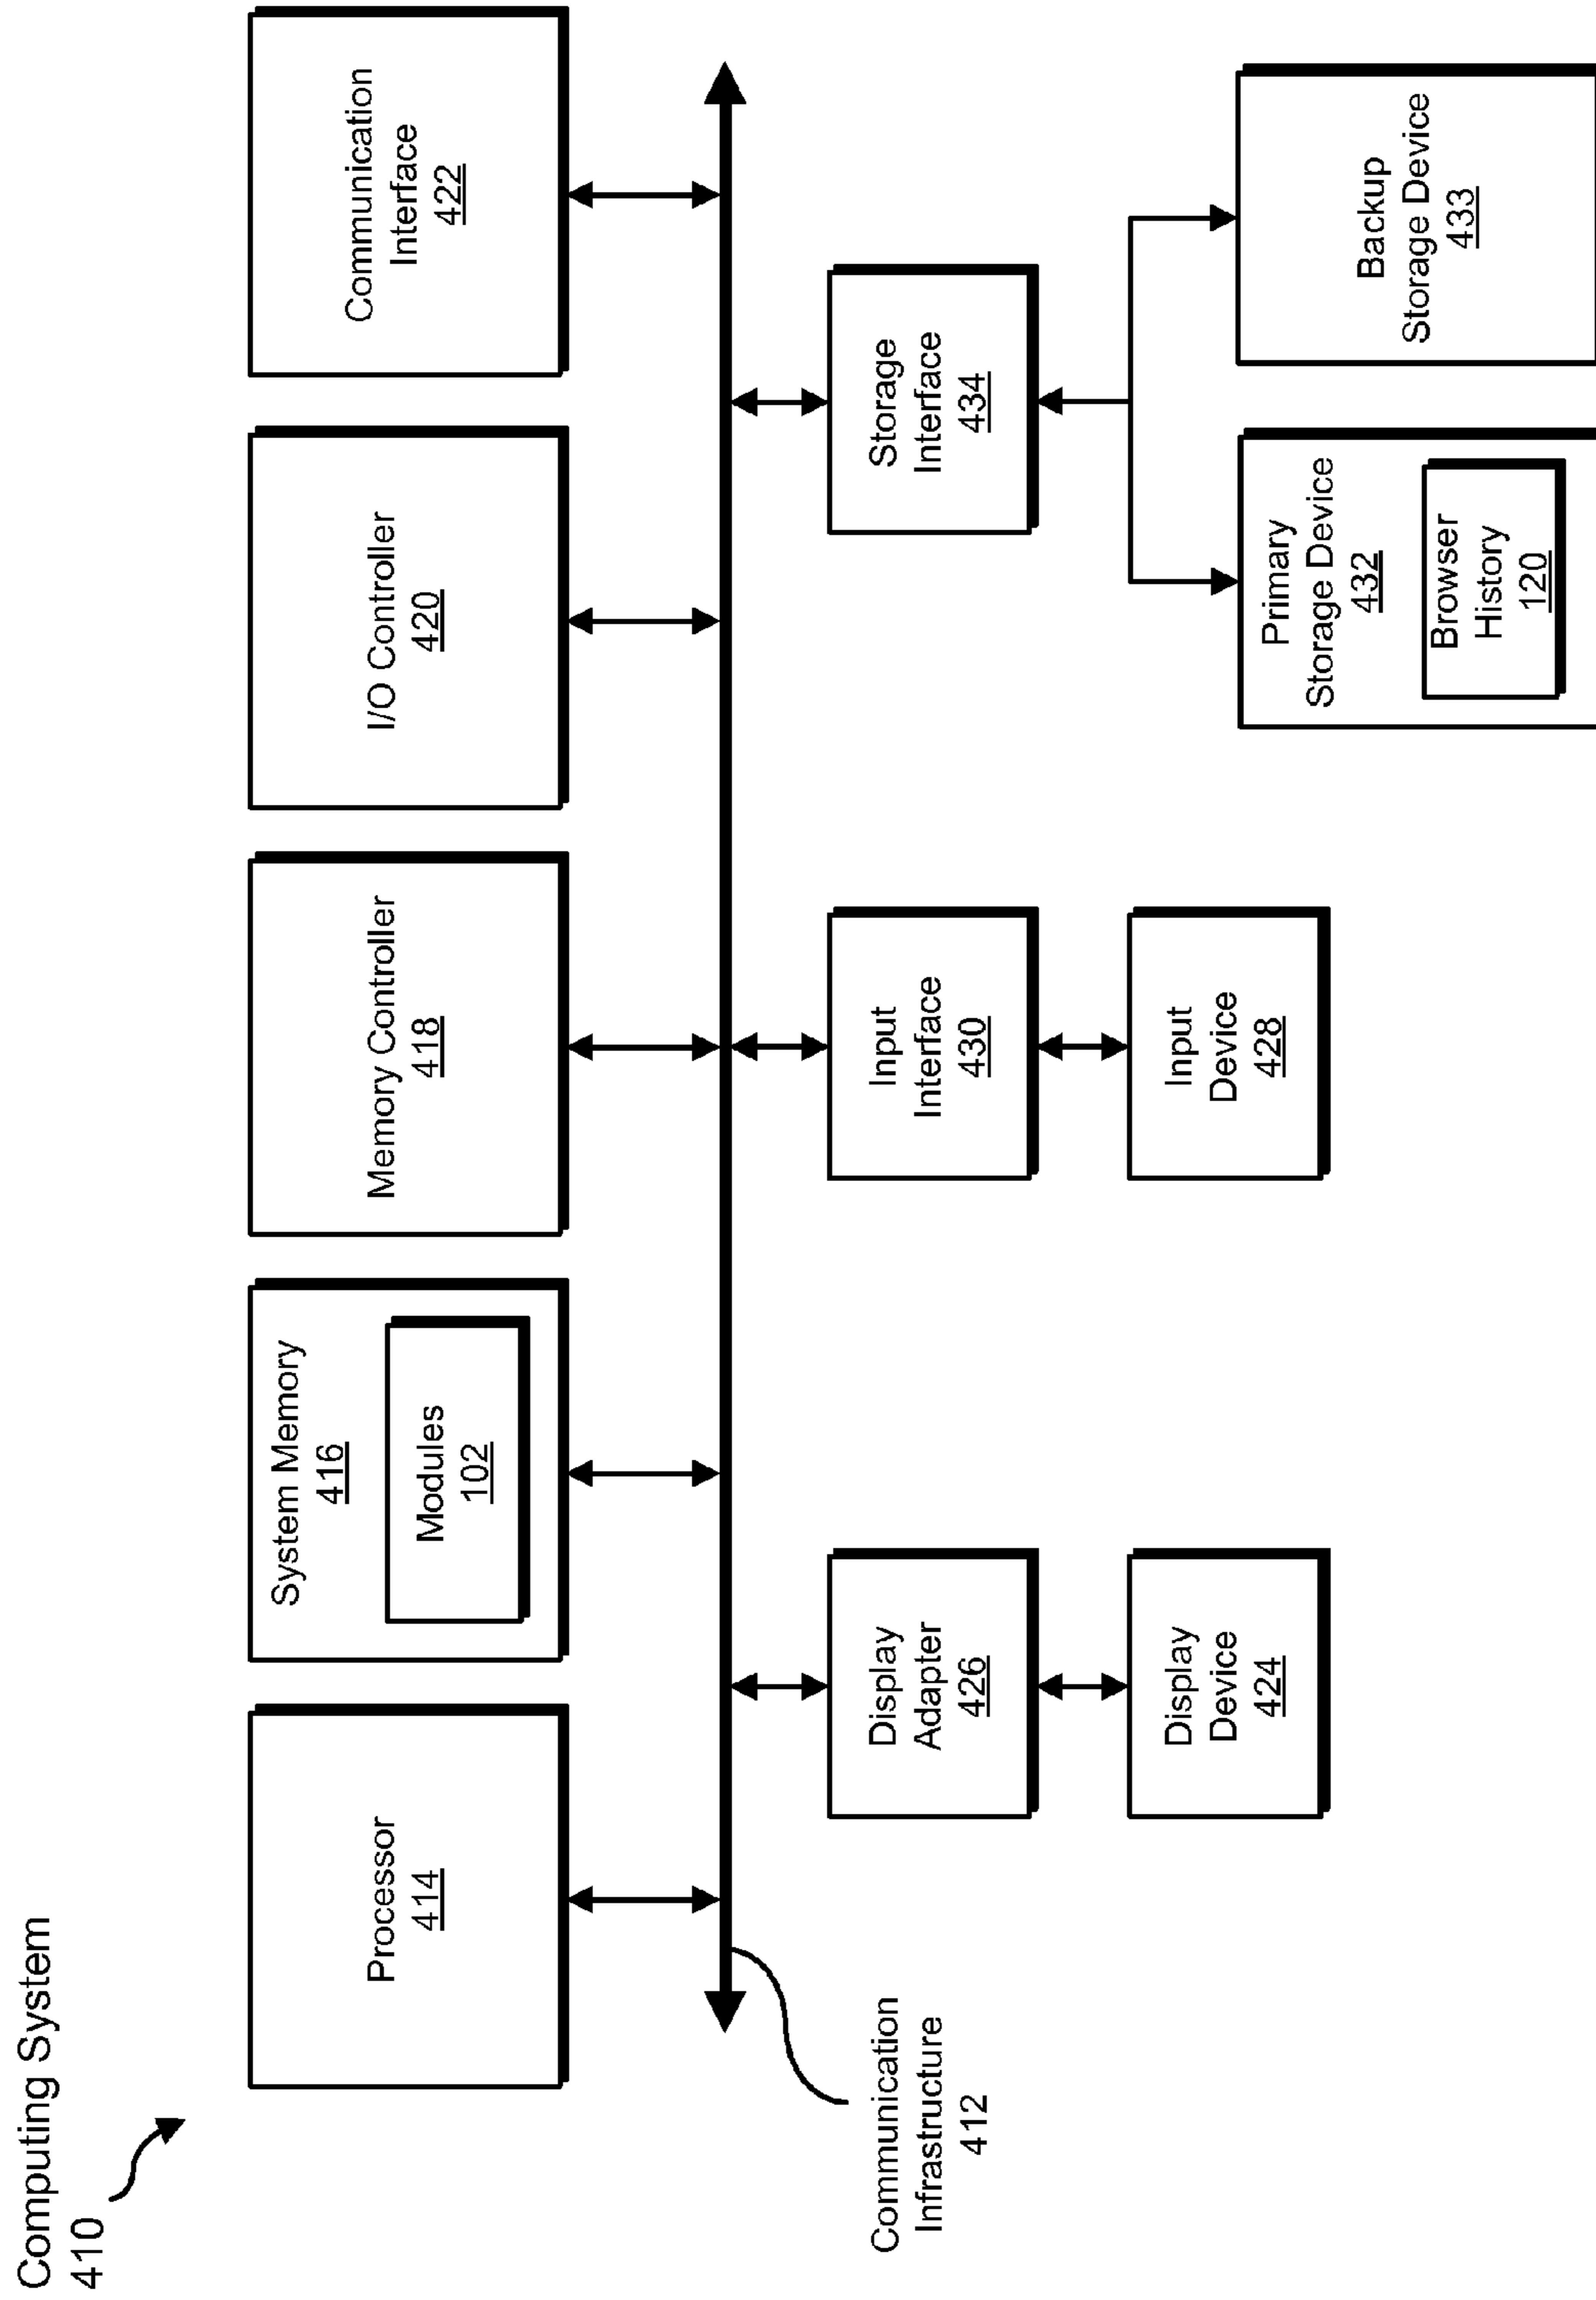 Computing System
410
Processor
414
System Memory
416
Modules
102
Memory Controller
418
I/O Controller
420
Communication
Interface
422
Communication
Infrastructure
412
Display
Adapter
426
Display
Device
424
Input
Interface
430
Input
Device
428
Storage
Interface
434
Primary
Storage Device
432
Browser
History
120
Backup
Storage Device
433